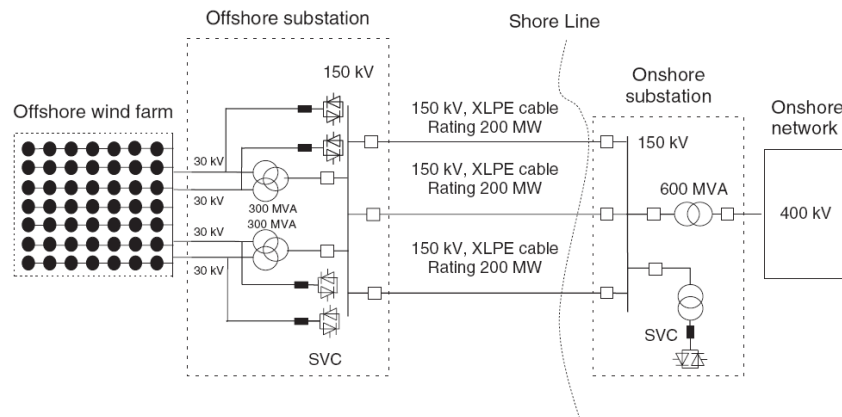 Offshore substation
Shore Line
150 kV
Offshore wind farm
150 kV, XLPE cable
Rating 200 MW
Onshore
substation
Onshore
network
30 kV
150 kV
150 kV, XLPE cable
Rating 200 MW
600 MVA
30 kV
300 MVA
300 MVA
400 kV
30 kV
150 kV, XLPE cable
Rating 200 MW
30 kV
SVC
SVC